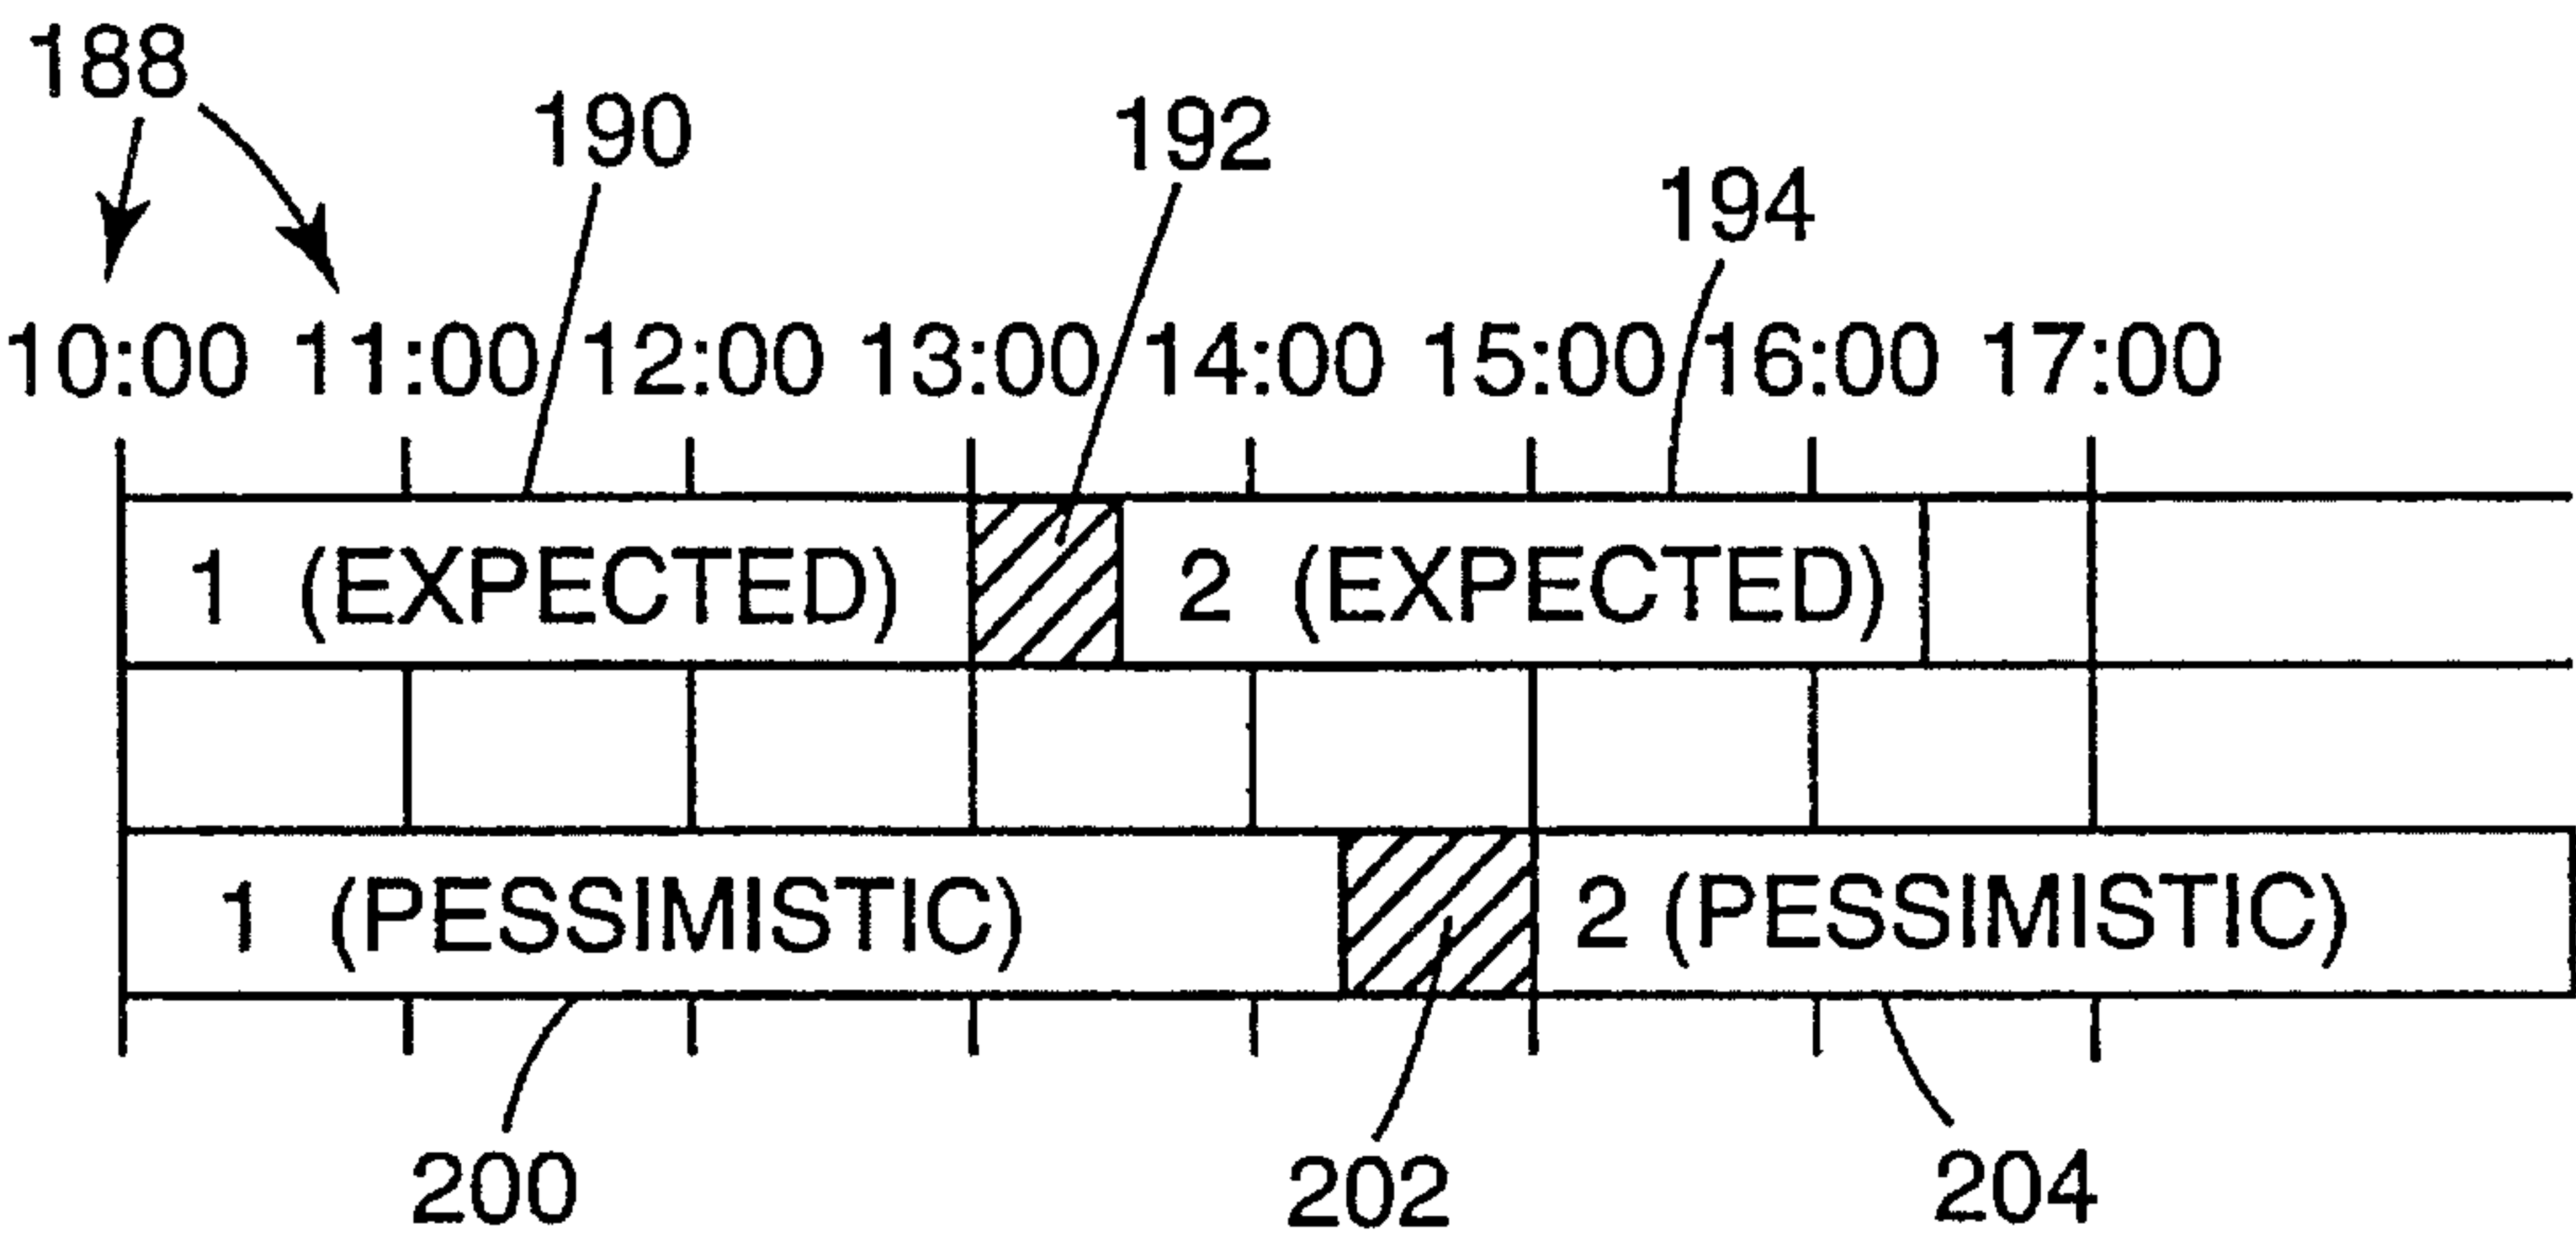 188
190
192
194
10:00 11:00 12:00 13:00 14:00 15:00 16:00 17:00
1 (EXPECTED) 2 (EXPECTED)
1 (PESSIMISTIC) 2 (PESSIMISTIC)
200 202 204